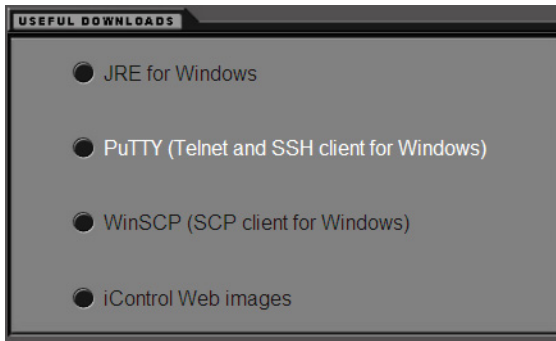 USEFUL DOWNLOADS
JRE for Windows
PuTTY (Telnet and SSH client for Windows)
WinSCP (SCP client for Windows)
iControl Web images